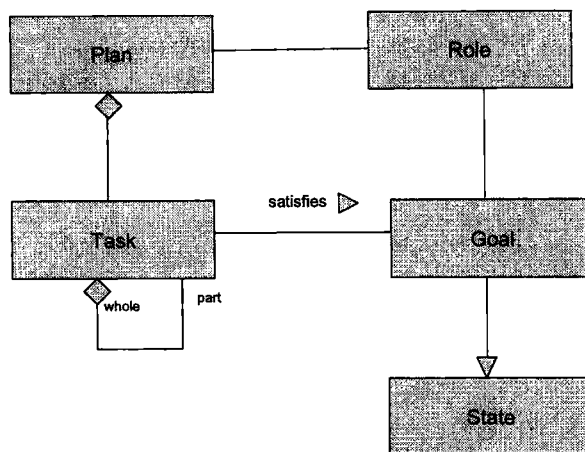 Plan
Role
satisfies
Task
Goal
whole
part
State